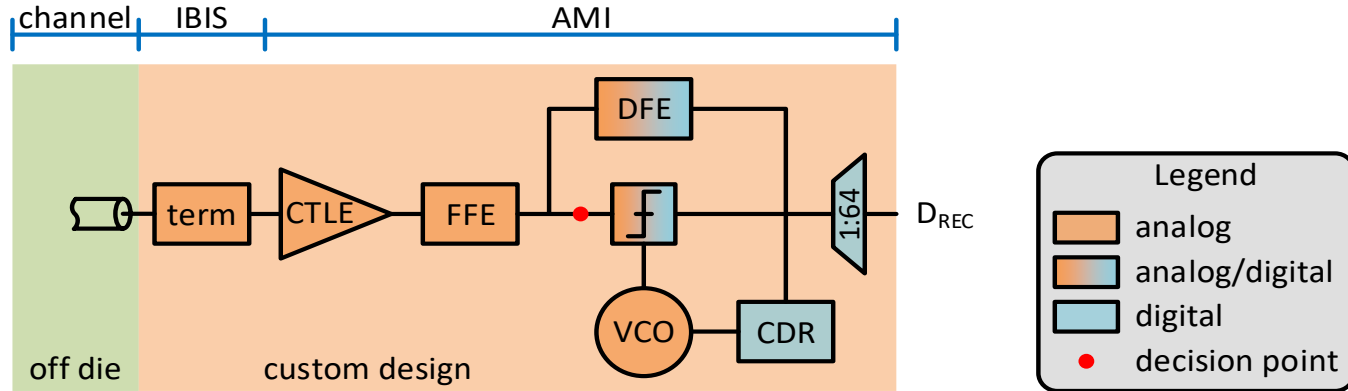 channel IBIS AMI
DFE
term CTLE FFE 1:64 D_REC
VCO CDR
off die custom design
Legend
analog
analog/digital
digital
decision point